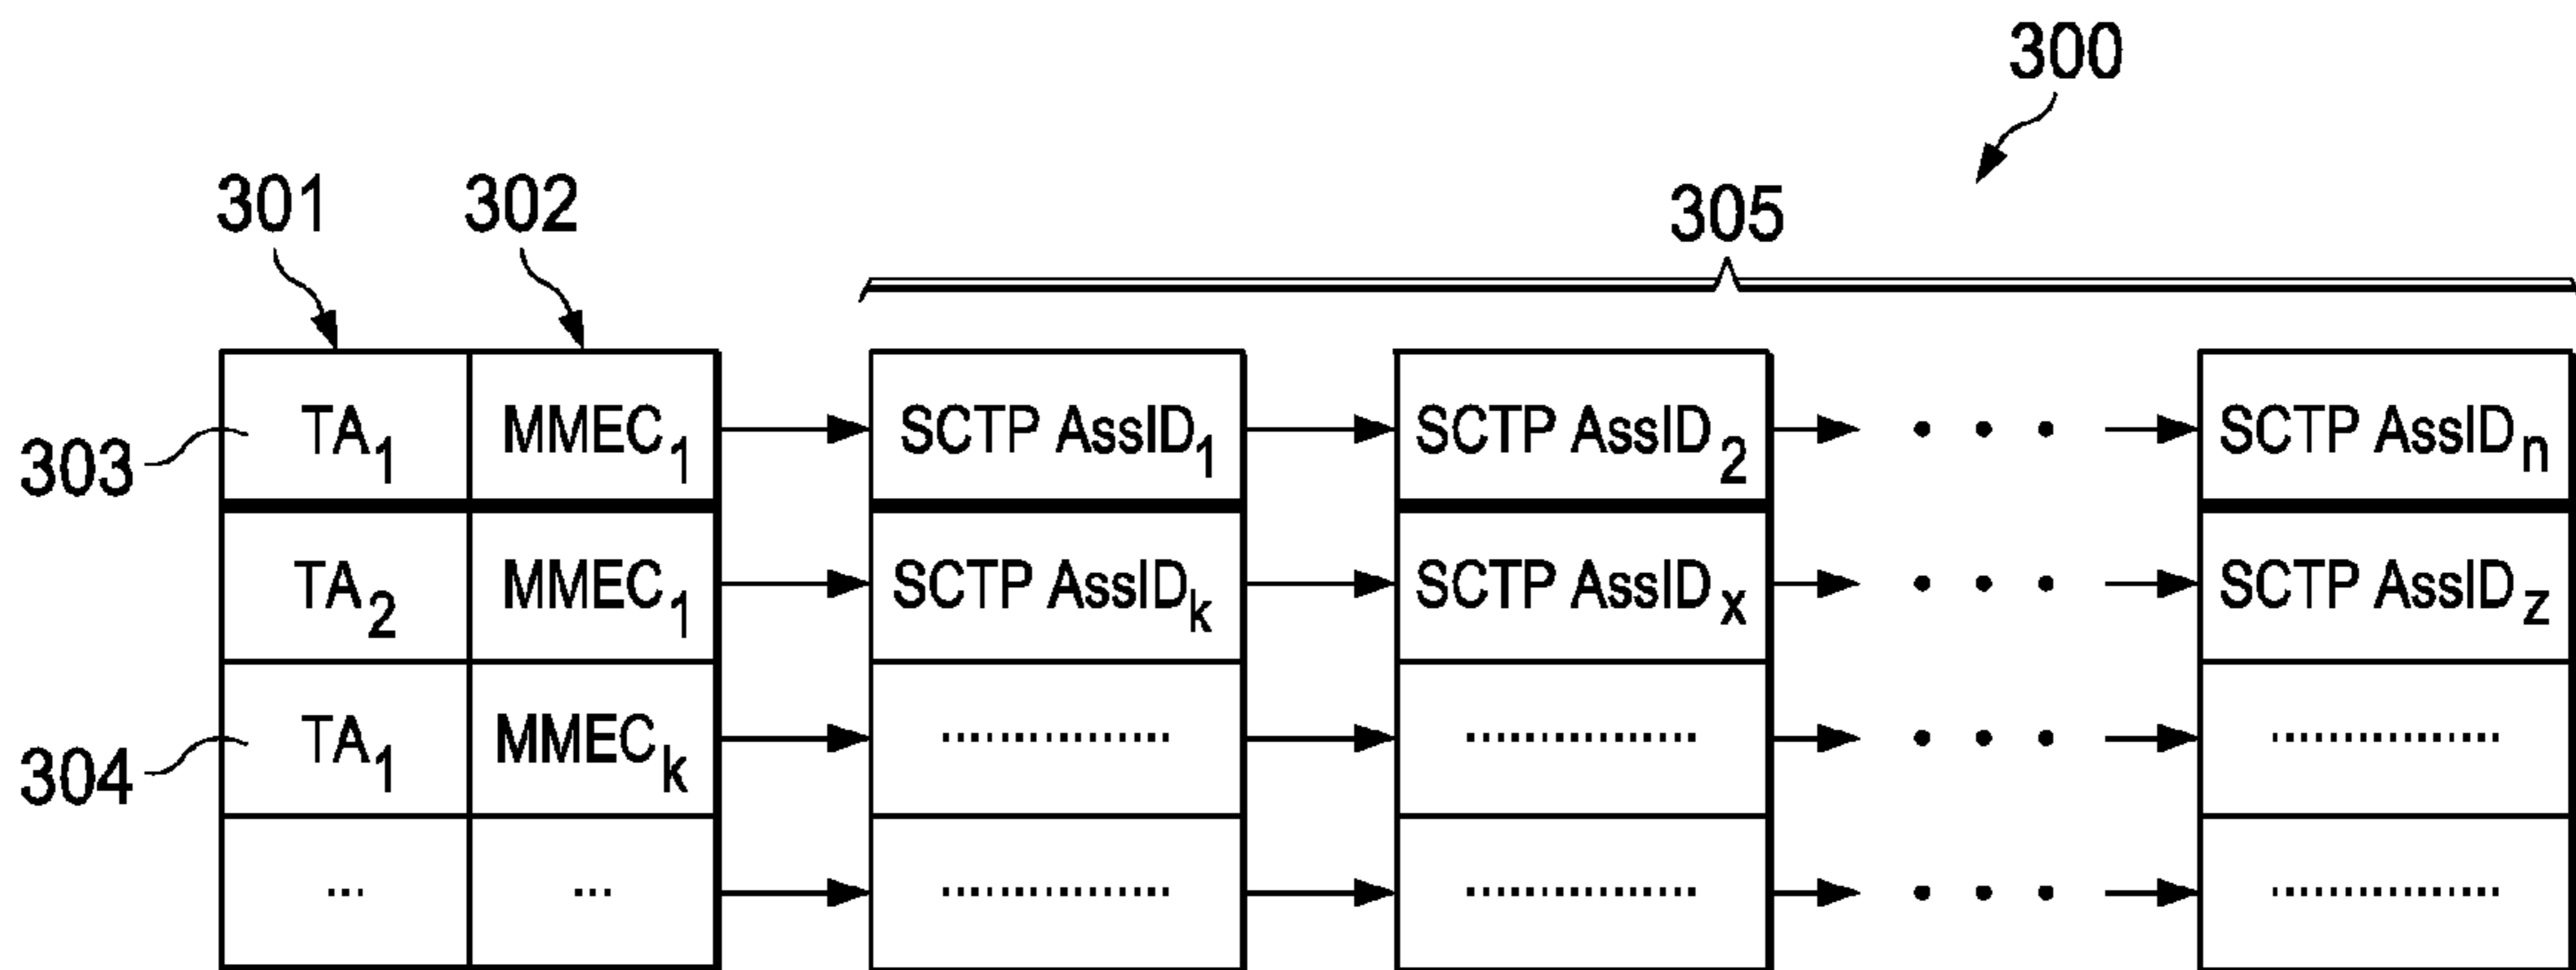 300
301 302 305
303 TA₁ MMEC₁ SCTP AssID₁ SCTP AssID₂ . . . SCTP AssIDₙ
TA₂ MMEC₁ SCTP AssIDₖ SCTP AssIDₓ . . . SCTP AssID_z
304 TA₁ MMECₖ ................ ................ . . . ................
... ... ................ ................ . . . ................